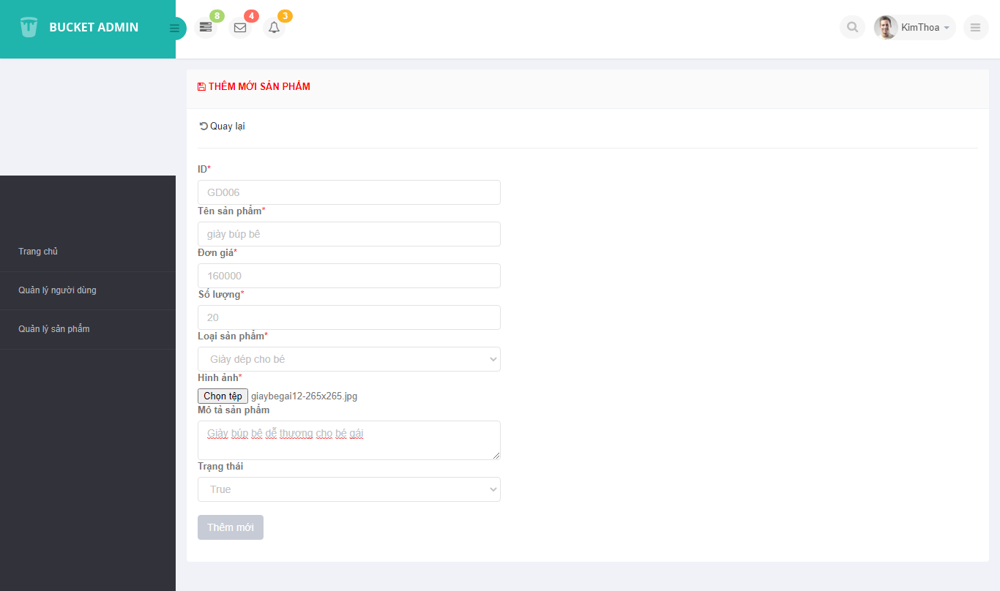 BUCKET ADMIN
8
4
3
KimThoa
THÊM MỚI SẢN PHẨM
Quay lại
ID*
GD006
Tên sản phẩm*
giày búp bê
Đơn giá*
160000
Số lượng*
20
Loại sản phẩm*
Giày dép cho bé
Hình ảnh*
Chọn tệp giaybegai12-265x265.jpg
Mô tả sản phẩm
Giày búp bê dễ thương cho bé gái
Trạng thái
True
Thêm mới
Trang chủ
Quản lý người dùng
Quản lý sản phẩm